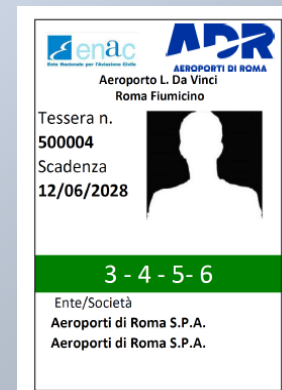 enac
Ente Nazionale per l'Aviazione Civile
ADR
AEROPORTI DI ROMA
Aeroporto L. Da Vinci
Roma Fiumicino
Tessera n.
500004
Scadenza
12/06/2028
3 - 4 - 5- 6
Ente/Società
Aeroporti di Roma S.P.A.
Aeroporti di Roma S.P.A.